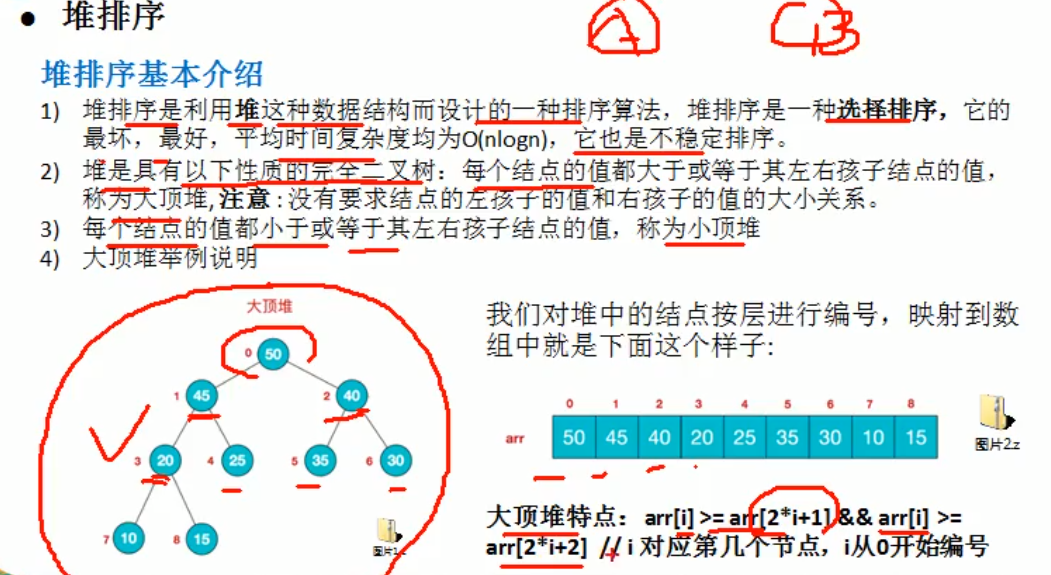 ● 堆排序
堆排序基本介绍
1) 堆排序是利用堆这种数据结构而设计的一种排序算法，堆排序是一种选择排序，它的
最坏，最好，平均时间复杂度均为O(nlogn)，它也是不稳定排序。
2) 堆是具有以下性质的完全二叉树：每个结点的值都大于或等于其左右孩子结点的值，
称为大顶堆, 注意 : 没有要求结点的左孩子的值和右孩子的值的大小关系。
3) 每个结点的值都小于或等于其左右孩子结点的值，称为小顶堆
4) 大顶堆举例说明
大顶堆
0 50
1 45 2 40
3 20 4 25 5 35 6 30
7 10 8 15
我们对堆中的结点按层进行编号，映射到数
组中就是下面这个样子:
0 1 2 3 4 5 6 7 8
arr 50 45 40 20 25 35 30 10 15
图片2.z
大顶堆特点：arr[i] >= arr[2*i+1] && arr[i] >=
arr[2*i+2] // i 对应第几个节点，i从0开始编号